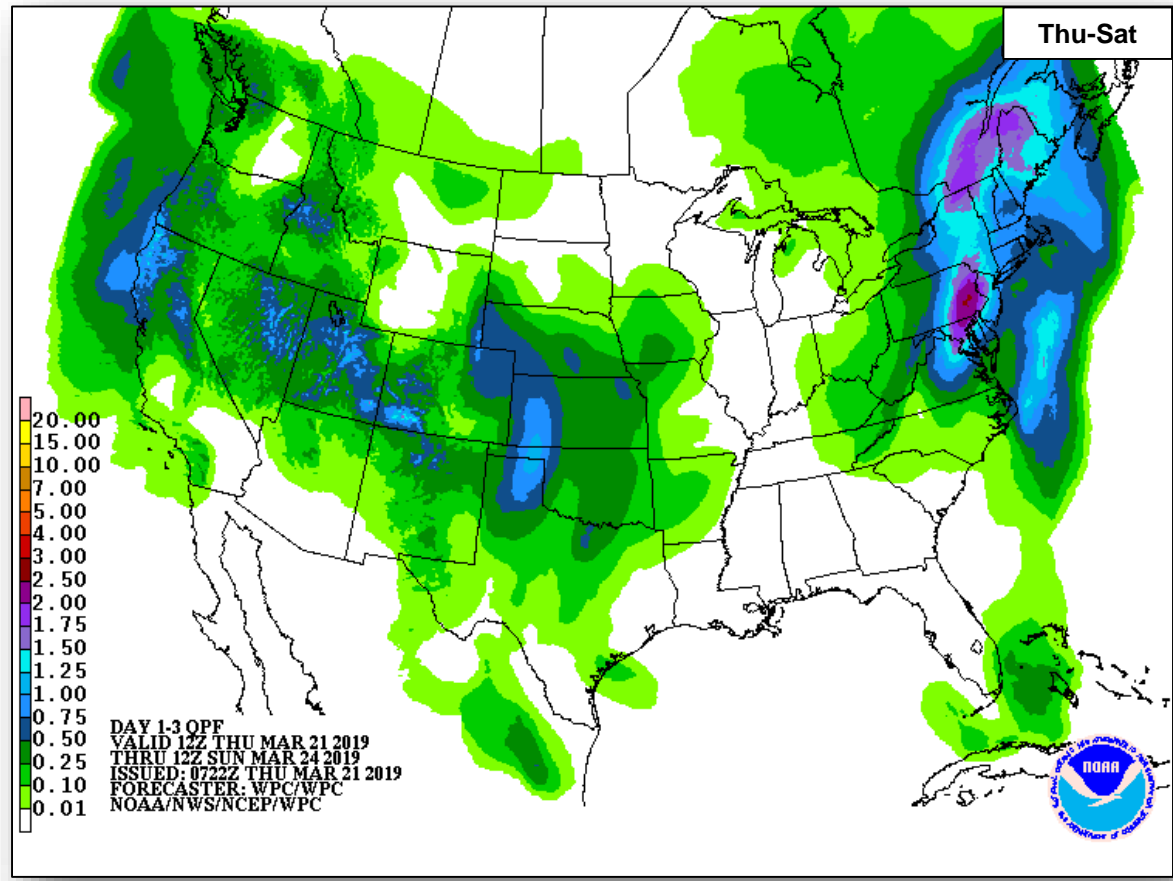 Thu-Sat
20.00
15.00
10.00
7.00
5.00
4.00
3.00
2.50
2.00
1.75
1.50
1.25
1.00
0.75
0.50
0.25
0.10
0.01
DAY 1-3 QPF
VALID 12Z THU MAR 21 2019
THRU 12Z SUN MAR 24 2019
ISSUED: 0722Z THU MAR 21 2019
FORECASTER: WPC/WPC
NOAA/NWS/NCEP/WPC
NOAA